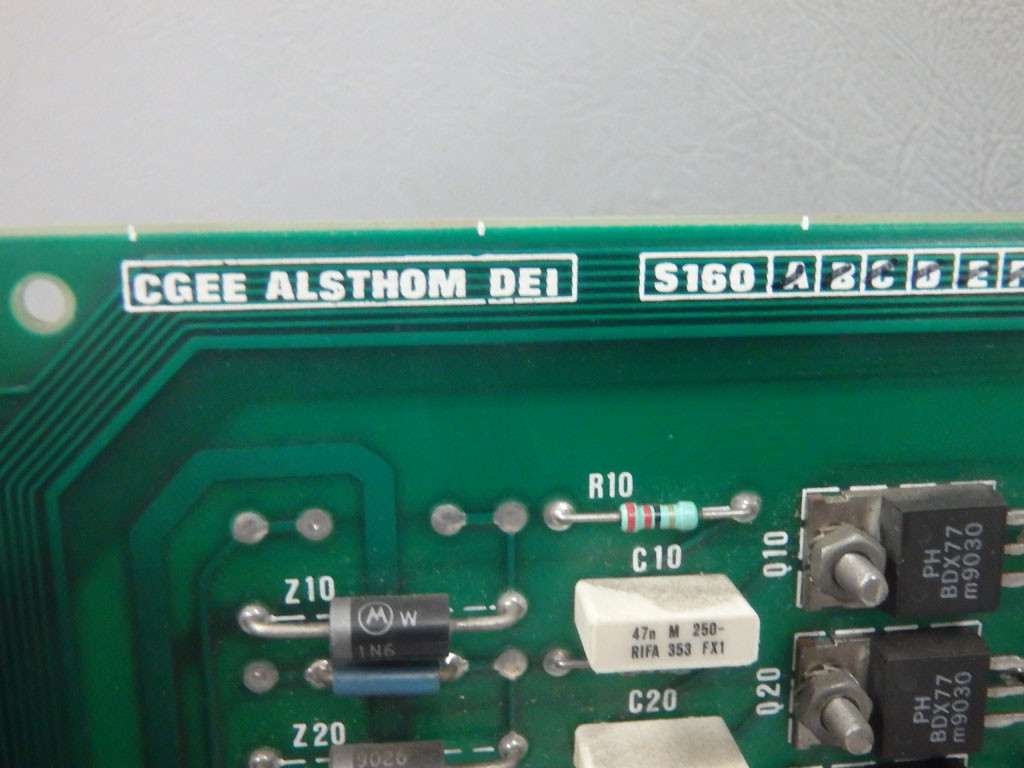 CGEE ALSTHOM DEI
S160 A B C D E
R10
C10
Q10
PH
BDX77
m9030
Z10
M W
1N6
47n M 250-
RIFA 353 FX1
C20
Q20
PH
BDX77
m9030
Z20
9026